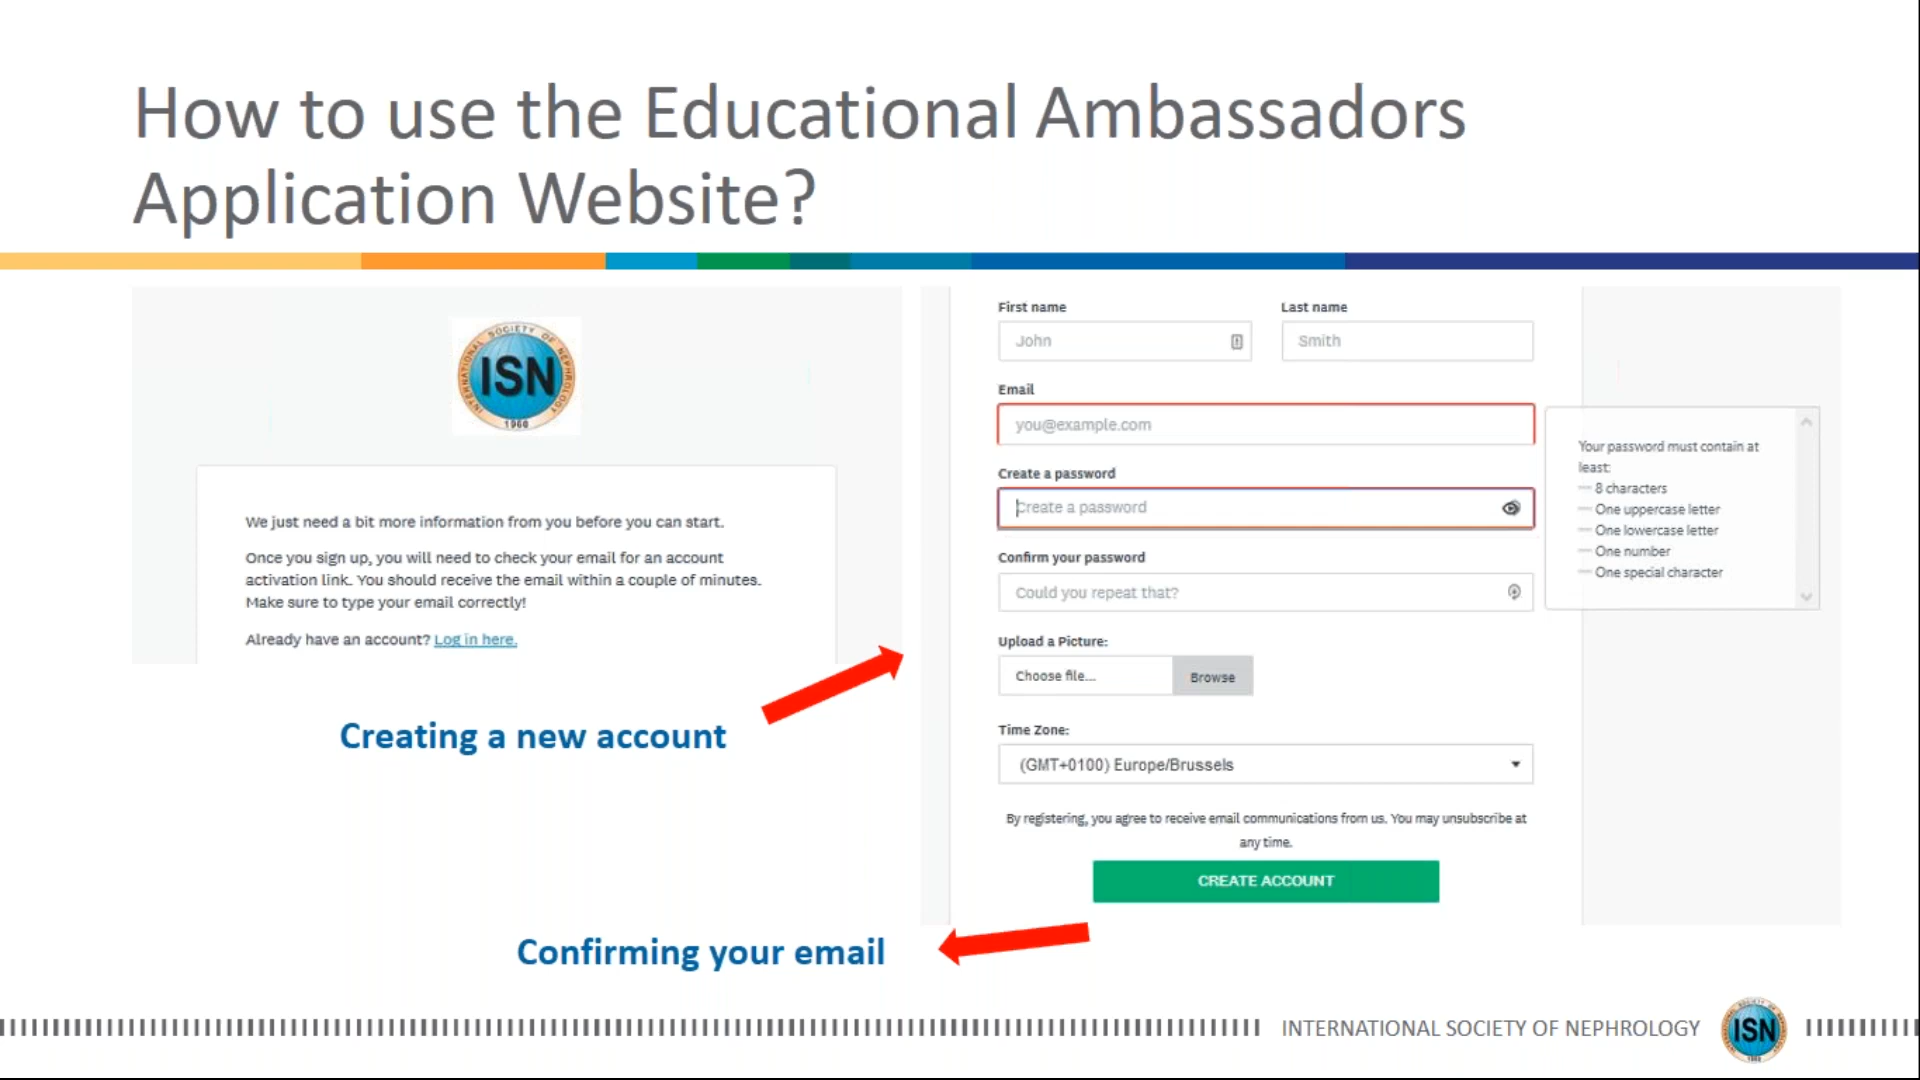 How to use the Educational Ambassadors
Application Website?
INTERNATIONAL SOCIETY OF NEPHROLOGY
ISN
1960
We just need a bit more information from you before you can start.
Once you sign up, you will need to check your email for an account
activation link. You should receive the email within a couple of minutes.
Make sure to type your email correctly!
Already have an account? Log in here.
Creating a new account
First name
Last name
John
Smith
Email
you@example.com
Create a password
Create a password
Confirm your password
Could you repeat that?
Upload a Picture:
Choose file...
Browse
Time Zone:
(GMT+0100) Europe/Brussels
By registering, you agree to receive email communications from us. You may unsubscribe at
any time.
CREATE ACCOUNT
Your password must contain at
least:
— 8 characters
— One uppercase letter
— One lowercase letter
— One number
— One special character
Confirming your email
INTERNATIONAL SOCIETY OF NEPHROLOGY
ISN